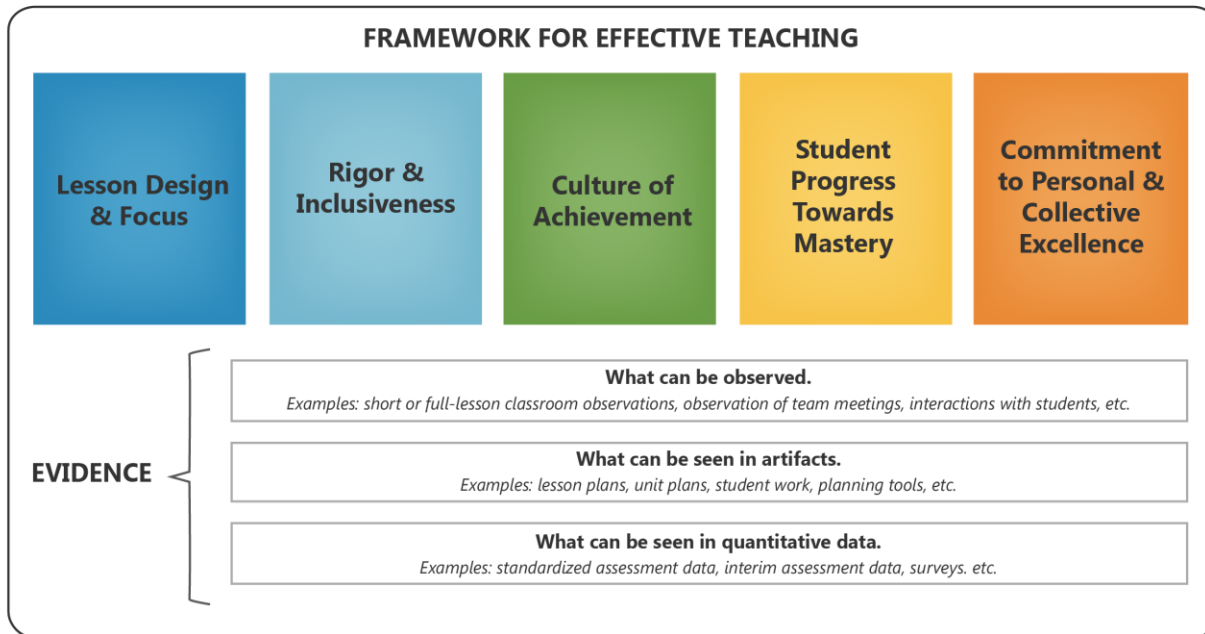 FRAMEWORK FOR EFFECTIVE TEACHING
Lesson Design
& Focus
Rigor &
Inclusiveness
Culture of
Achievement
Student
Progress
Towards
Mastery
Commitment
to Personal &
Collective
Excellence
EVIDENCE
What can be observed.
Examples: short or full-lesson classroom observations, observation of team meetings, interactions with students, etc.
What can be seen in artifacts.
Examples: lesson plans, unit plans, student work, planning tools, etc.
What can be seen in quantitative data.
Examples: standardized assessment data, interim assessment data, surveys. etc.